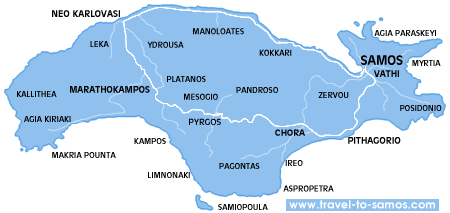 NEO KARLOVASI
MANOLOATES
AGIA PARASKEYI
LEKA
YDROUSA
KOKKARI
SAMOS
MYRTIA
VATHI
PLATANOS
KALLITHEA
MARATHOKAMPOS
MESOGIO
PANDROSO
ZERVOU
POSIDONIO
AGIA KIRIAKI
PYRGOS
CHORA
KAMPOS
PITHAGORIO
MAKRIA POUNTA
PAGONTAS
IREO
LIMNONAKI
ASPROPETRA
SAMIOPOULA
www.travel-to-samos.com